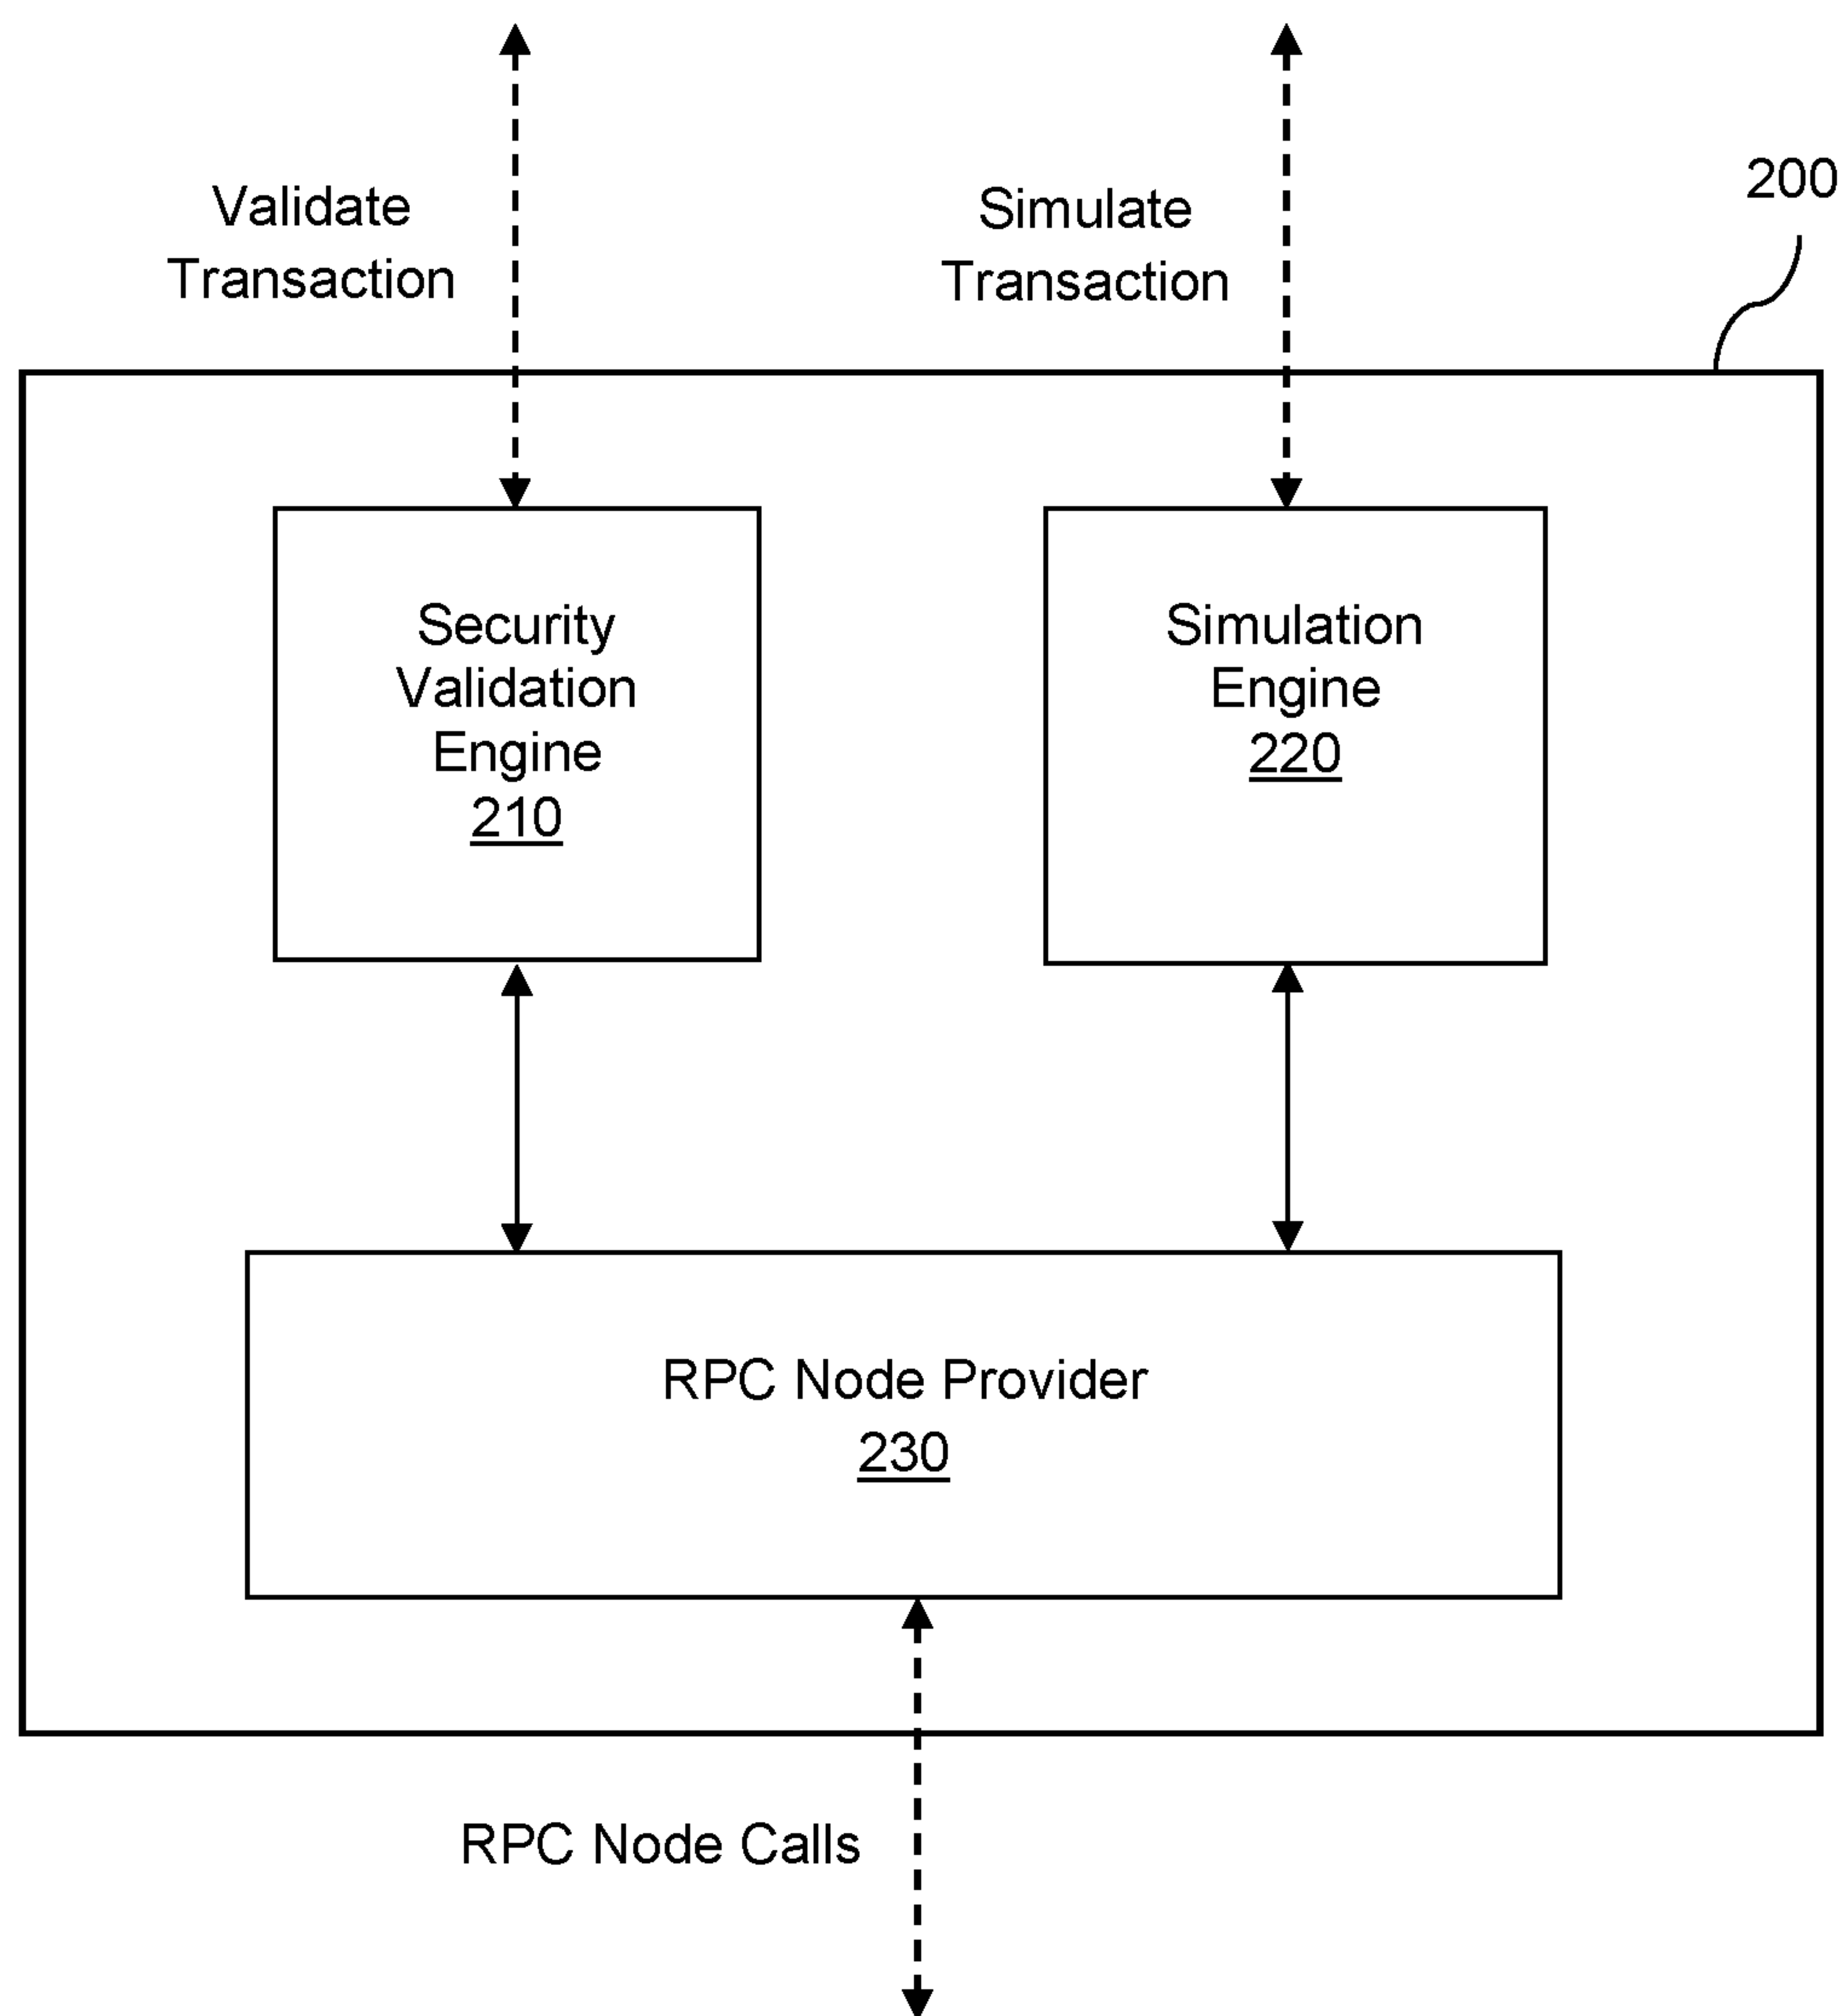 Validate
Transaction
Simulate
Transaction
200
Security
Validation
Engine
210
Simulation
Engine
220
RPC Node Provider
230
RPC Node Calls